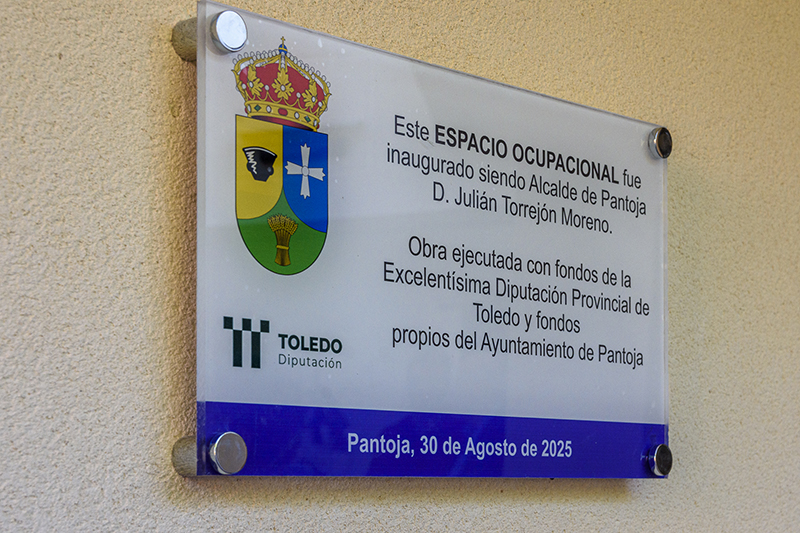 Este ESPACIO OCUPACIONAL fue
inaugurado siendo Alcalde de Pantoja
D. Julián Torrejón Moreno.
Obra ejecutada con fondos de la
Excelentísima Diputación Provincial de
Toledo y fondos
propios del Ayuntamiento de Pantoja
TOLEDO
Diputación
Pantoja, 30 de Agosto de 2025